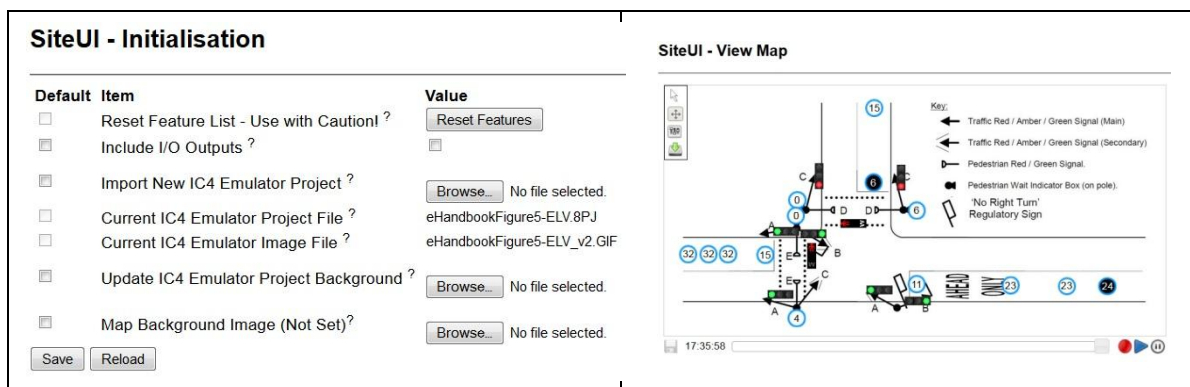 SiteUI - Initialisation
Default Item Value
Reset Feature List - Use with Caution! ? Reset Features
Include I/O Outputs ?
Import New IC4 Emulator Project ? Browse... No file selected.
Current IC4 Emulator Project File ? eHandbookFigure5-ELV.8PJ
Current IC4 Emulator Image File ? eHandbookFigure5-ELV_v2.GIF
Update IC4 Emulator Project Background ? Browse... No file selected.
Map Background Image (Not Set)? Browse... No file selected.
Save Reload
SiteUI - View Map
Key:
Traffic Red / Amber / Green Signal (Main)
Traffic Red / Amber / Green Signal (Secondary)
Pedestrian Red / Green Signal.
Pedestrian Wait Indicator Box (on pole).
'No Right Turn'
Regulatory Sign
15
C C
6
0 D D 6
0
A
32 32 32 15 E B
E C
AHEAD ONLY
11 23 23 24
A A B
4
17:35:58